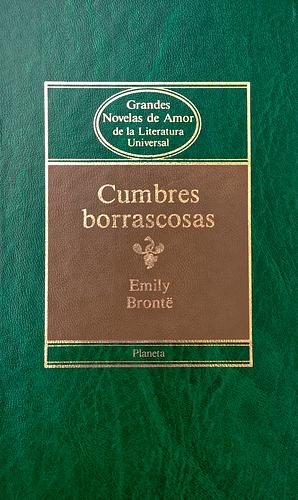 Grandes
Novelas de Amor
de la Literatura
Universal
Cumbres
borrascosas
Emily
Brontë
Planeta